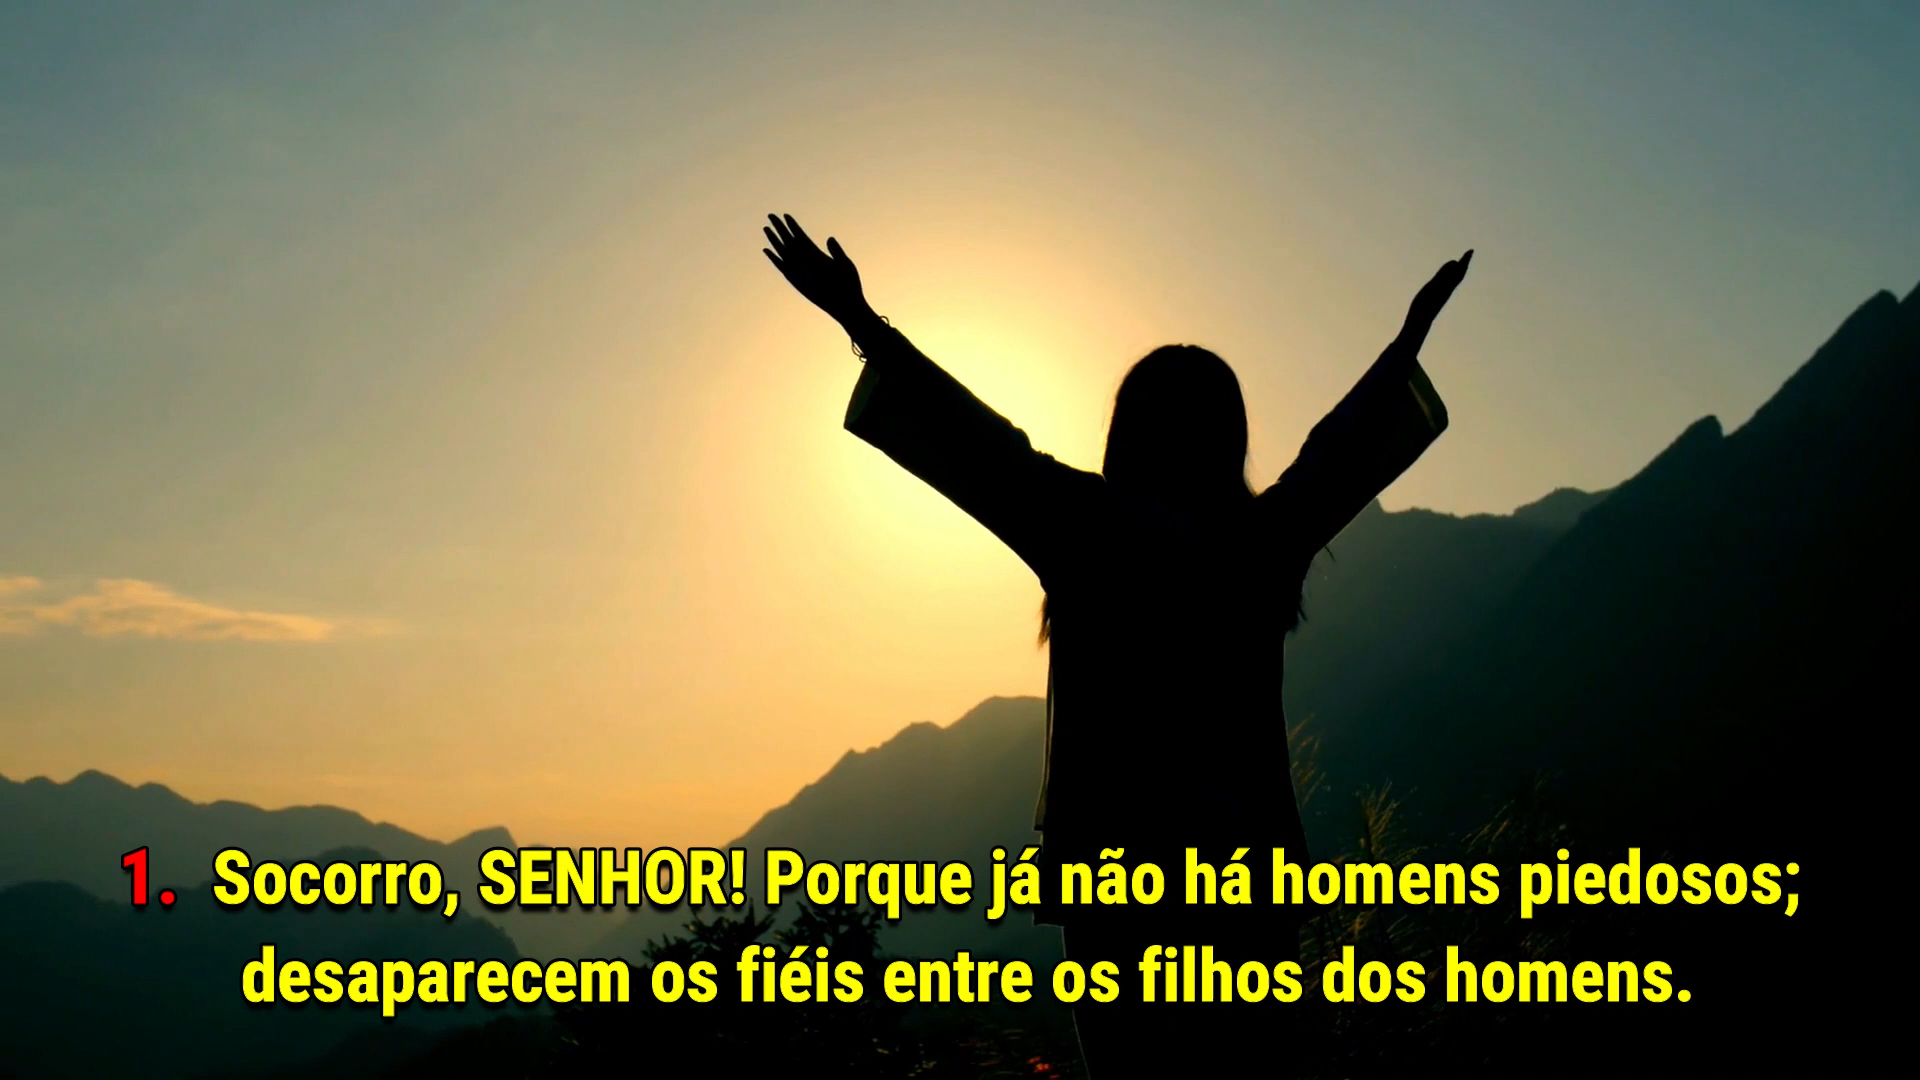 1. Socorro, SENHOR! Porque já não há homens piedosos;
desaparecem os fiéis entre os filhos dos homens.